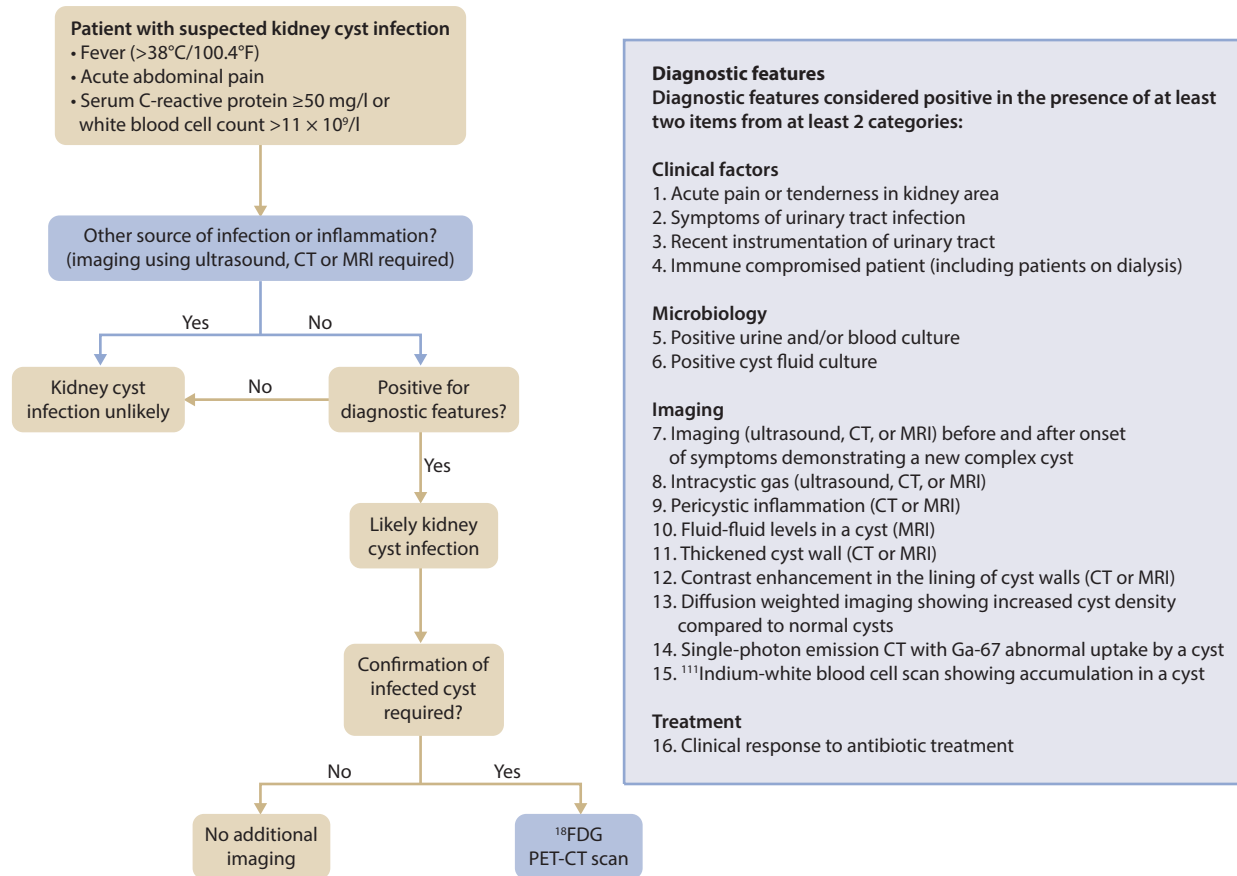 Patient with suspected kidney cyst infection
• Fever (>38°C/100.4°F)
• Acute abdominal pain
• Serum C-reactive protein ≥50 mg/l or
white blood cell count >11 × 10⁹/l
Other source of infection or inflammation?
(imaging using ultrasound, CT or MRI required)
Yes
No
Kidney cyst
infection unlikely
No
Positive for
diagnostic features?
Yes
Likely kidney
cyst infection
Confirmation of
infected cyst
required?
No
Yes
No additional
imaging
¹⁸FDG
PET-CT scan
Diagnostic features
Diagnostic features considered positive in the presence of at least
two items from at least 2 categories:
Clinical factors
1. Acute pain or tenderness in kidney area
2. Symptoms of urinary tract infection
3. Recent instrumentation of urinary tract
4. Immune compromised patient (including patients on dialysis)
Microbiology
5. Positive urine and/or blood culture
6. Positive cyst fluid culture
Imaging
7. Imaging (ultrasound, CT, or MRI) before and after onset
of symptoms demonstrating a new complex cyst
8. Intracystic gas (ultrasound, CT, or MRI)
9. Pericystic inflammation (CT or MRI)
10. Fluid-fluid levels in a cyst (MRI)
11. Thickened cyst wall (CT or MRI)
12. Contrast enhancement in the lining of cyst walls (CT or MRI)
13. Diffusion weighted imaging showing increased cyst density
compared to normal cysts
14. Single-photon emission CT with Ga-67 abnormal uptake by a cyst
15. ¹¹¹Indium-white blood cell scan showing accumulation in a cyst
Treatment
16. Clinical response to antibiotic treatment